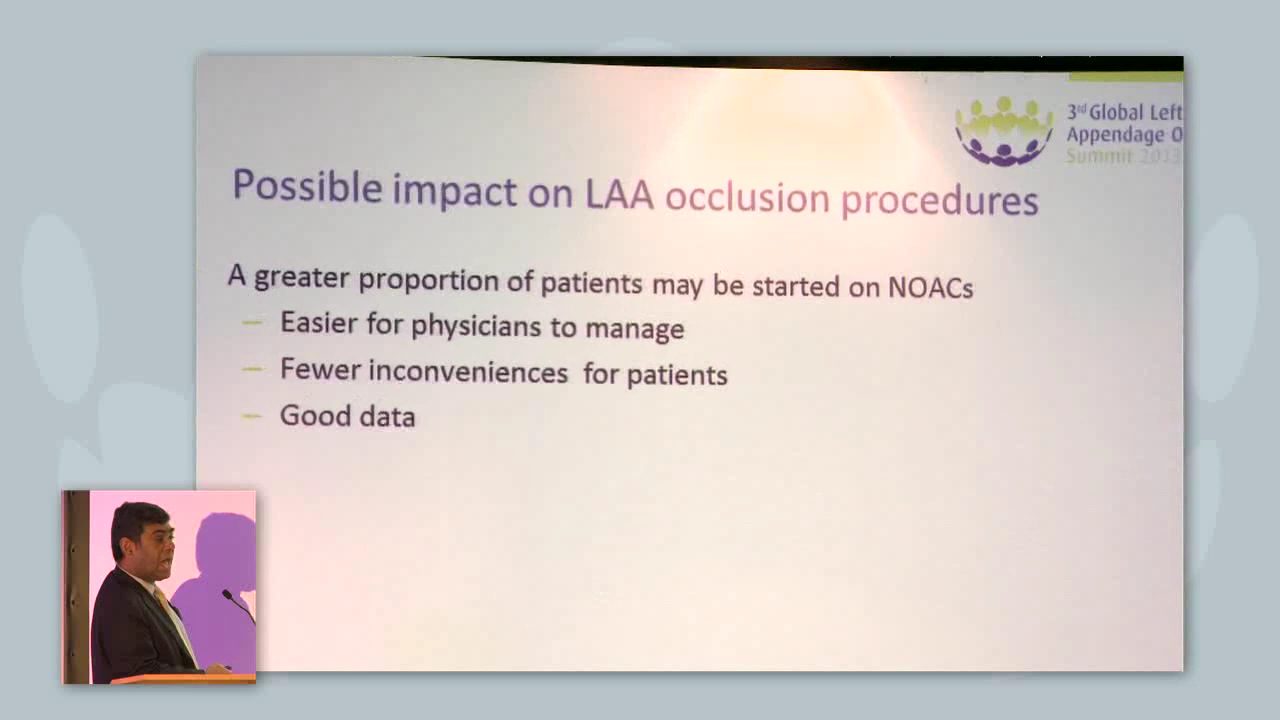 3rd Global Left
Appendage O
Summit 2013
Possible impact on LAA occlusion procedures
A greater proportion of patients may be started on NOACs
– Easier for physicians to manage
– Fewer inconveniences for patients
– Good data